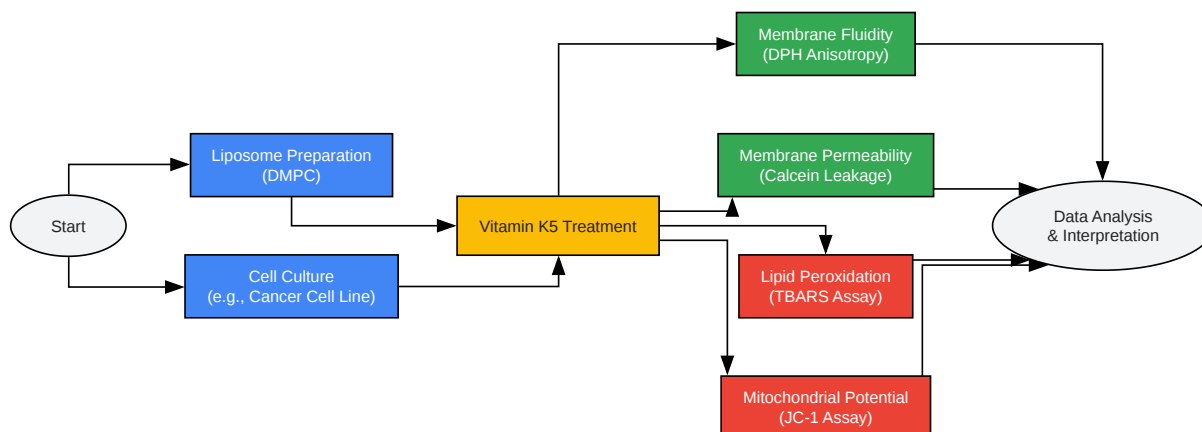 Start
Liposome Preparation
(DMPC)
Cell Culture
(e.g., Cancer Cell Line)
Vitamin K5 Treatment
Membrane Fluidity
(DPH Anisotropy)
Membrane Permeability
(Calcein Leakage)
Lipid Peroxidation
(TBARS Assay)
Mitochondrial Potential
(JC-1 Assay)
Data Analysis
& Interpretation